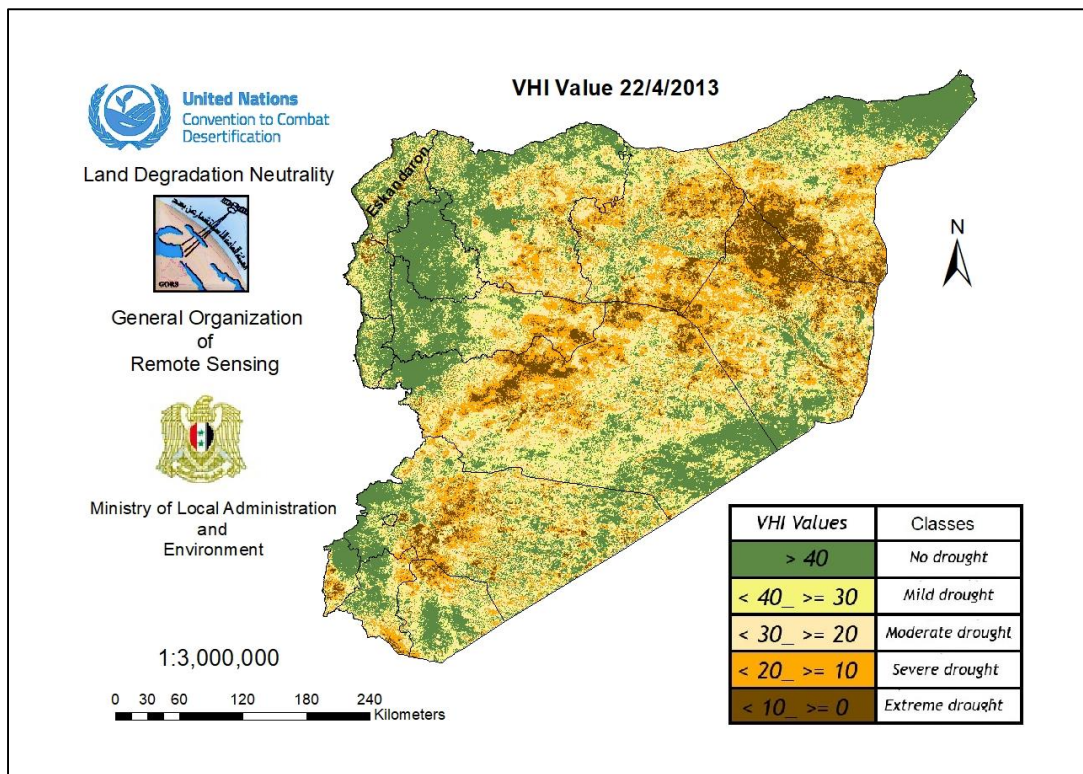 VHI Value 22/4/2013
United Nations
Convention to Combat
Desertification
Land Degradation Neutrality
GORS
General Organization
of
Remote Sensing
Ministry of Local Administration
and
Environment
Eskandaron
N
1:3,000,000
0 30 60 120 180 240
Kilometers
VHI Values Classes
> 40 No drought
< 40_ >= 30 Mild drought
< 30_ >= 20 Moderate drought
< 20_ >= 10 Severe drought
< 10_ >= 0 Extreme drought